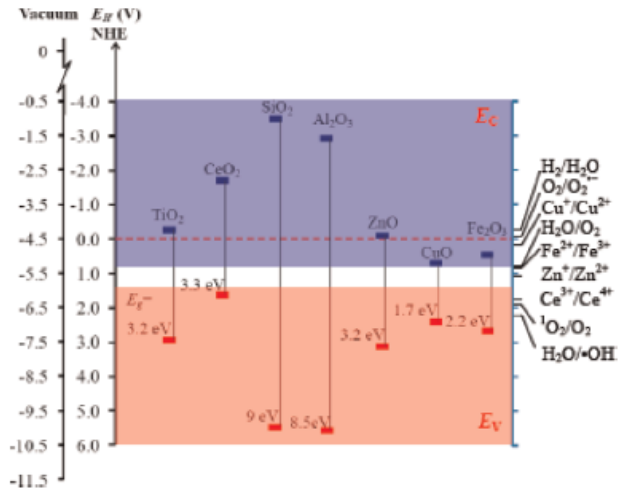 Vacuum E_H (V)
NHE
0
-0.5 -4.0
-1.5 -3.0
-2.5 -2.0
-3.5 -1.0
-4.5 0.0
-5.5 1.0
-6.5 2.0
-7.5 3.0
-8.5 4.0
-9.5 5.0
-10.5 6.0
-11.5
SiO₂
Al₂O₃
E_C
CeO₂
TiO₂
ZnO
Fe₂O₃
CuO
3.3 eV
1.7 eV
2.2 eV
3.2 eV
3.2 eV
9 eV
8.5eV
E_V
H₂/H₂O
O₂/O₂•−
Cu⁺/Cu²⁺
H₂O/O₂
Fe²⁺/Fe³⁺
Zn⁺/Zn²⁺
Ce³⁺/Ce⁴⁺
¹O₂/O₂
H₂O/•OH